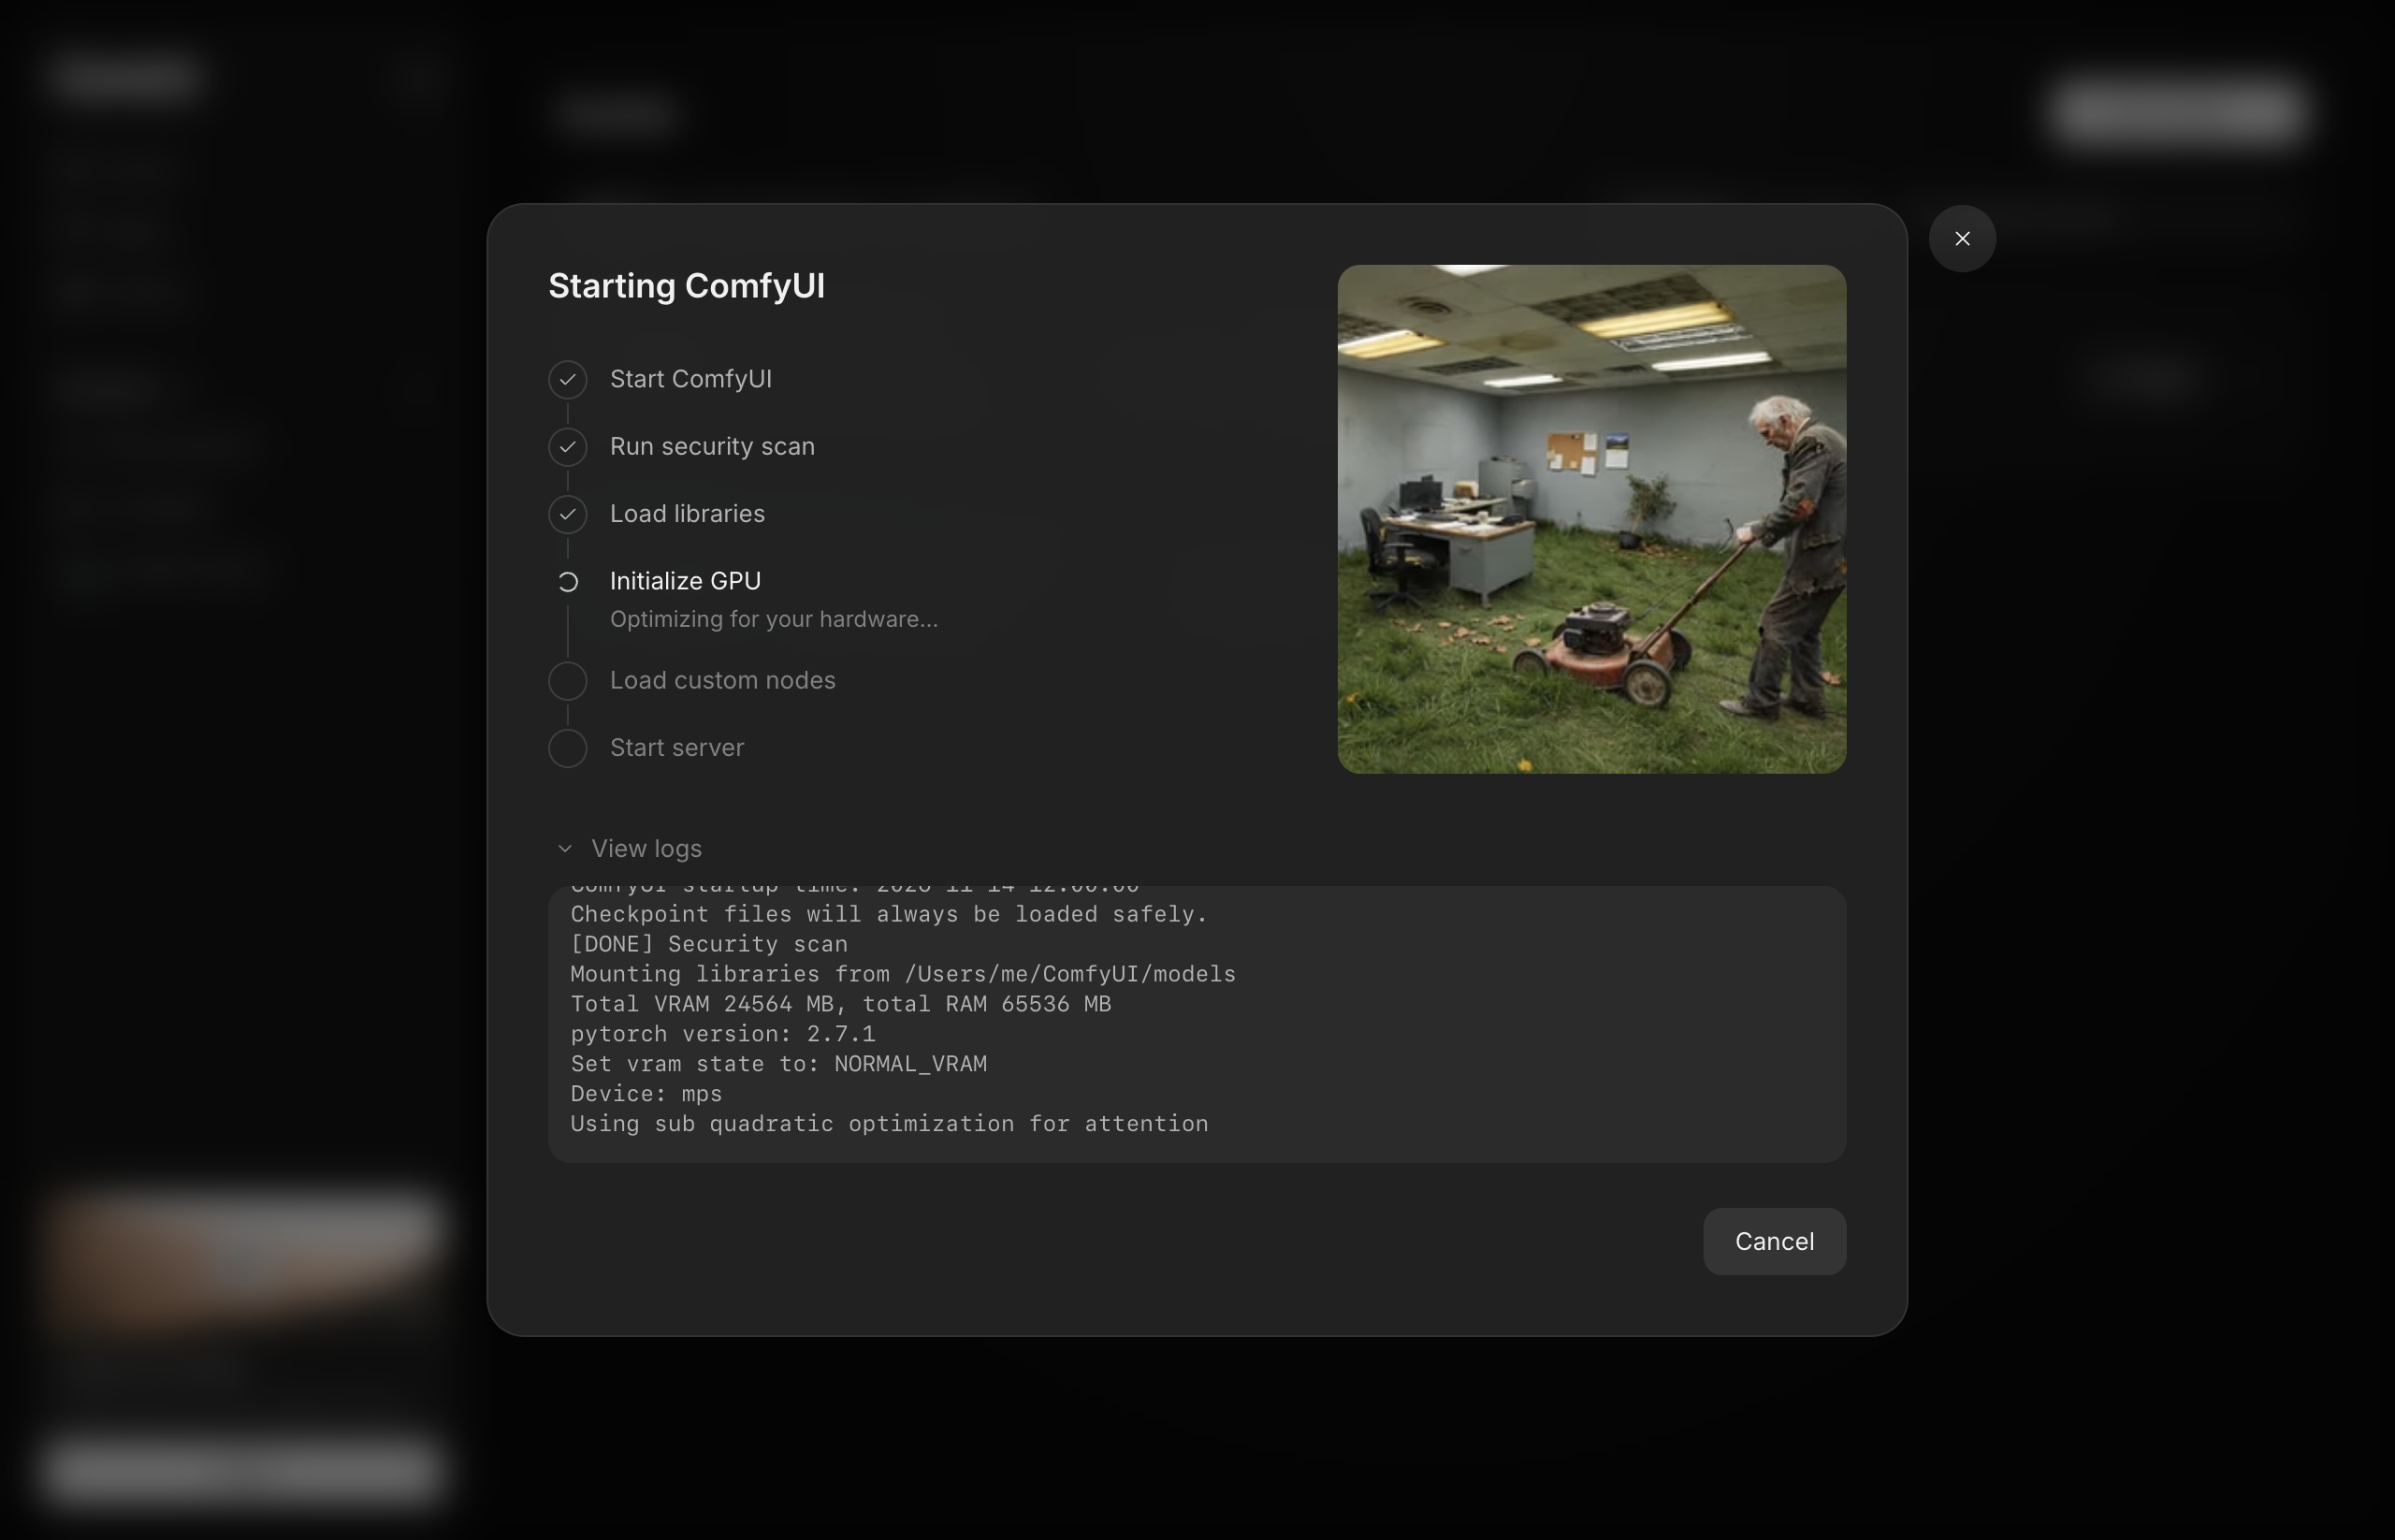 Starting ComfyUI
Start ComfyUI
Run security scan
Load libraries
Initialize GPU
Optimizing for your hardware...
Load custom nodes
Start server
View logs
ComfyUI startup time:
Checkpoint files will always be loaded safely.
[DONE] Security scan
Mounting libraries from /Users/me/ComfyUI/models
Total VRAM 24564 MB, total RAM 65536 MB
pytorch version: 2.7.1
Set vram state to: NORMAL_VRAM
Device: mps
Using sub quadratic optimization for attention
Cancel